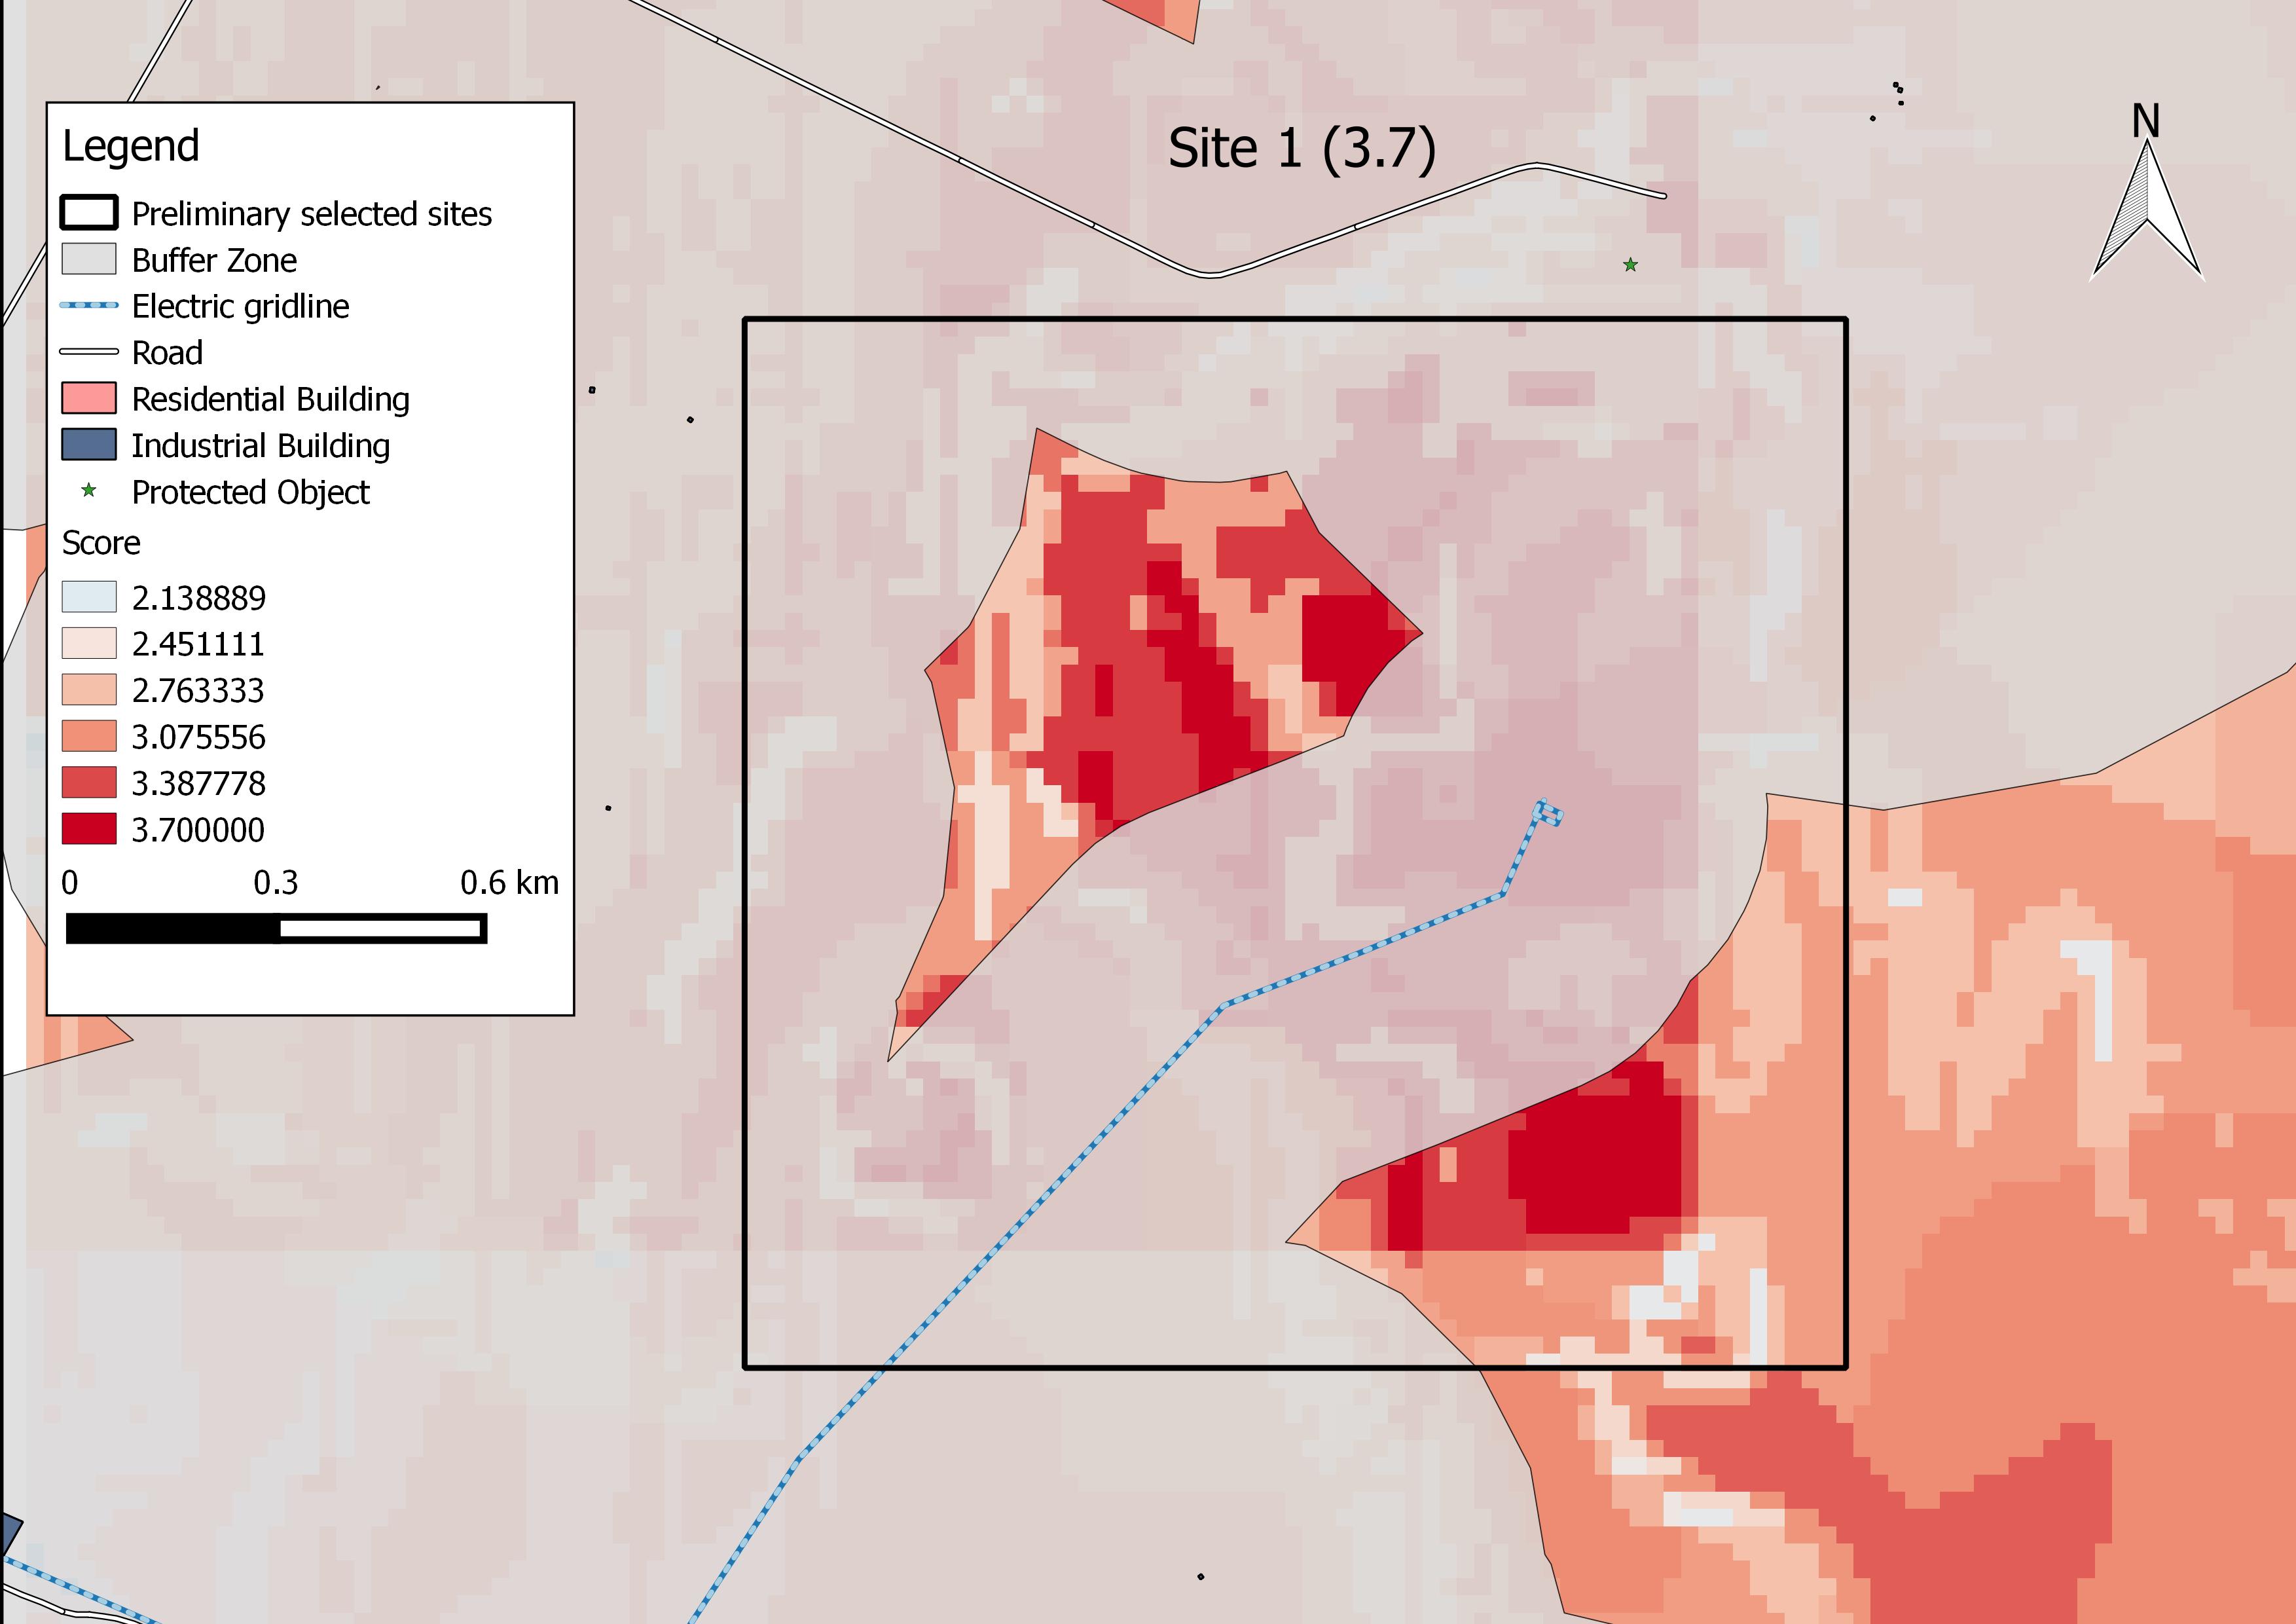 Site 1 (3.7)
N
Legend
Preliminary selected sites
Buffer Zone
Electric gridline
Road
Residential Building
Industrial Building
Protected Object
Score
2.138889
2.451111
2.763333
3.075556
3.387778
3.700000
0 0.3 0.6 km